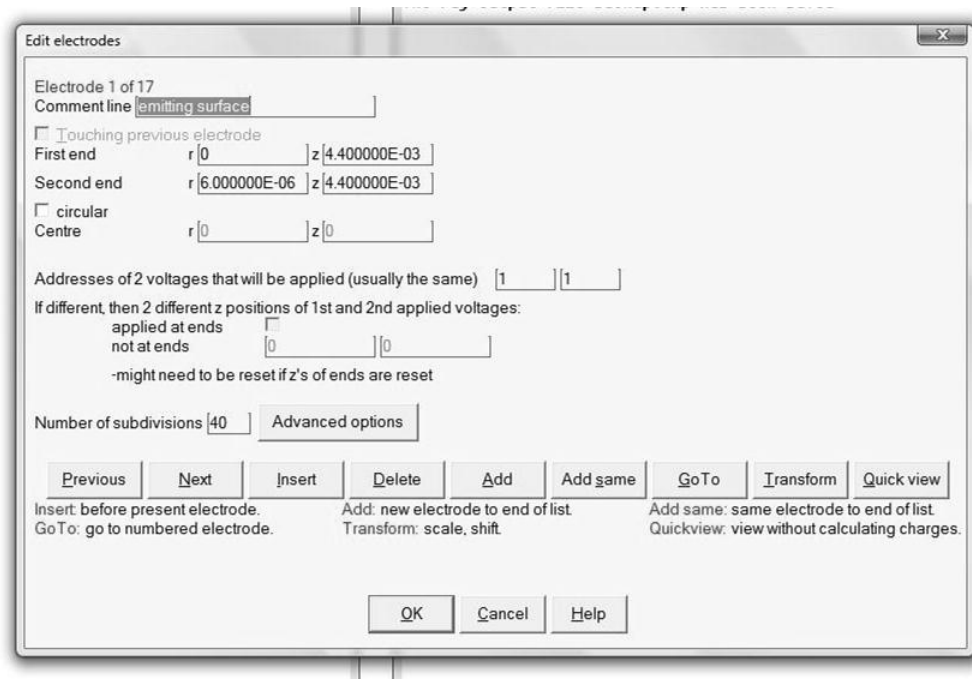 Edit electrodes
Electrode 1 of 17
Comment line emitting surface
Touching previous electrode
First end r 0 z 4.400000E-03
Second end r 6.000000E-06 z 4.400000E-03
circular
Centre r 0 z 0
Addresses of 2 voltages that will be applied (usually the same) 1 1
If different, then 2 different z positions of 1st and 2nd applied voltages:
applied at ends
not at ends 0 0
-might need to be reset if z's of ends are reset
Number of subdivisions 40 Advanced options
Previous Next Insert Delete Add Add same GoTo Transform Quick view
Insert: before present electrode. Add: new electrode to end of list. Add same: same electrode to end of list.
GoTo: go to numbered electrode. Transform: scale, shift. Quickview: view without calculating charges.
OK Cancel Help